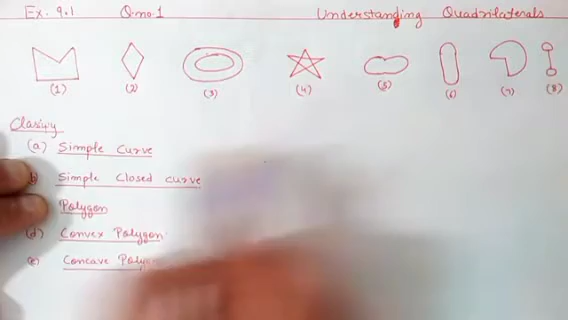 Ex. 9.1 Q.no.1 Understanding Quadrilaterals
(1) (2) (3) (4) (5) (6) (7) (8)
Classify
(a) Simple curve
b) Simple closed curve
Polygon
(d) Convex Polygon
(e) Concave